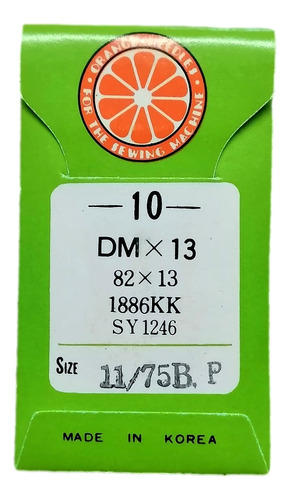 ORANGE NEEDLES
FOR THE SEWING MACHINE
—10—
DM×13
82×13
1886KK
SY1246
SIZE 11/75B.P
MADE IN KOREA